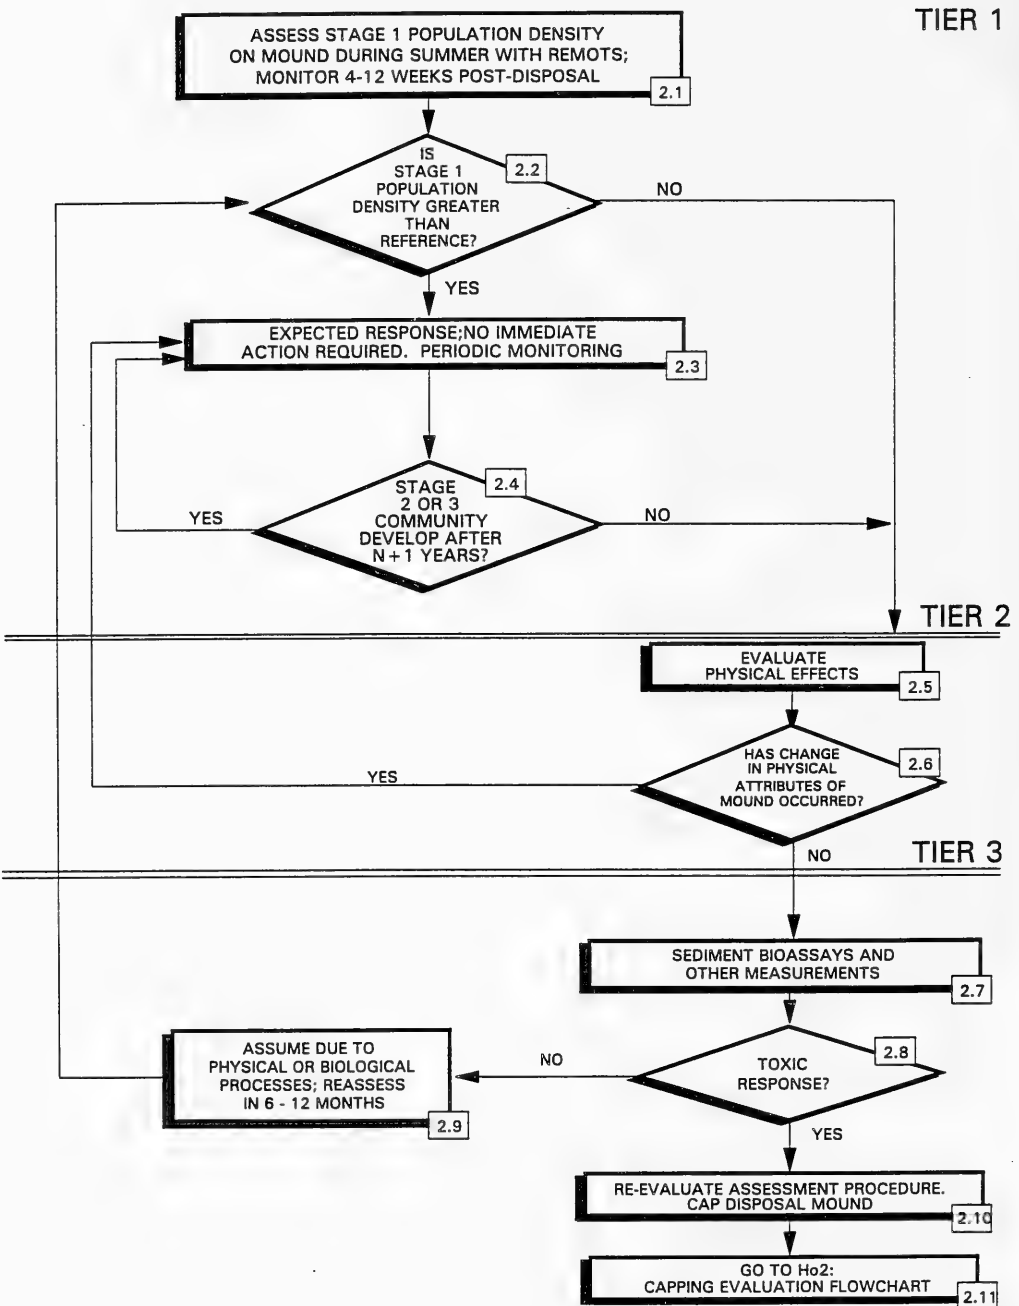 TIER 1
ASSESS STAGE 1 POPULATION DENSITY
ON MOUND DURING SUMMER WITH REMOTS;
MONITOR 4-12 WEEKS POST-DISPOSAL
2.1
IS
STAGE 1
POPULATION
DENSITY GREATER
THAN
REFERENCE?
2.2
NO
YES
EXPECTED RESPONSE;NO IMMEDIATE
ACTION REQUIRED. PERIODIC MONITORING
2.3
STAGE
2 OR 3
COMMUNITY
DEVELOP AFTER
N+1 YEARS?
2.4
YES
NO
TIER 2
EVALUATE
PHYSICAL EFFECTS
2.5
HAS CHANGE
IN PHYSICAL
ATTRIBUTES OF
MOUND OCCURRED?
2.6
YES
NO
TIER 3
SEDIMENT BIOASSAYS AND
OTHER MEASUREMENTS
2.7
TOXIC
RESPONSE?
2.8
NO
ASSUME DUE TO
PHYSICAL OR BIOLOGICAL
PROCESSES; REASSESS
IN 6 - 12 MONTHS
2.9
YES
RE-EVALUATE ASSESSMENT PROCEDURE.
CAP DISPOSAL MOUND
2.10
GO TO Ho2:
CAPPING EVALUATION FLOWCHART
2.11